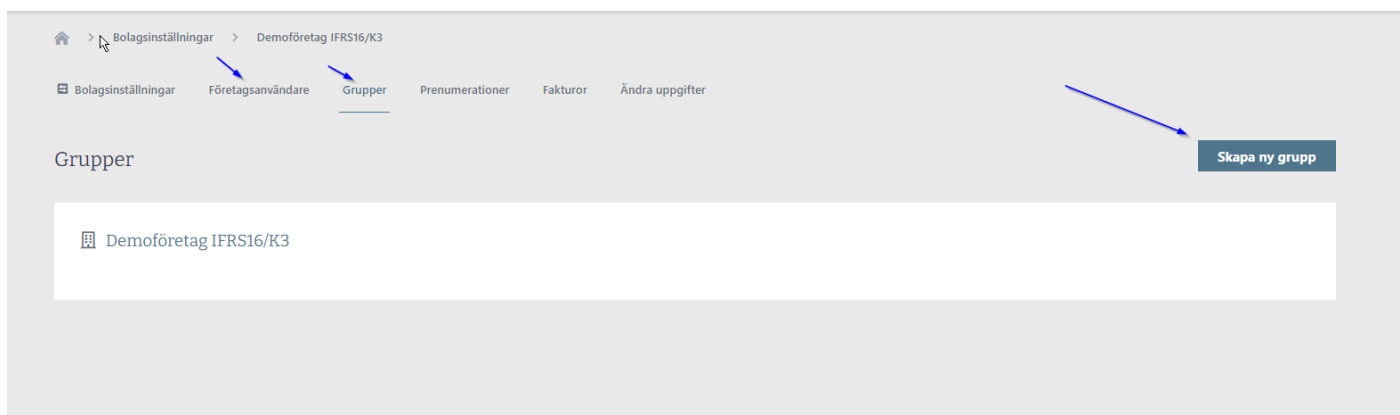 Bolagsinställningar > Demoföretag IFRS16/K3
Bolagsinställningar Företagsanvändare Grupper Prenumerationer Fakturor Ändra uppgifter
Grupper
Skapa ny grupp
Demoföretag IFRS16/K3